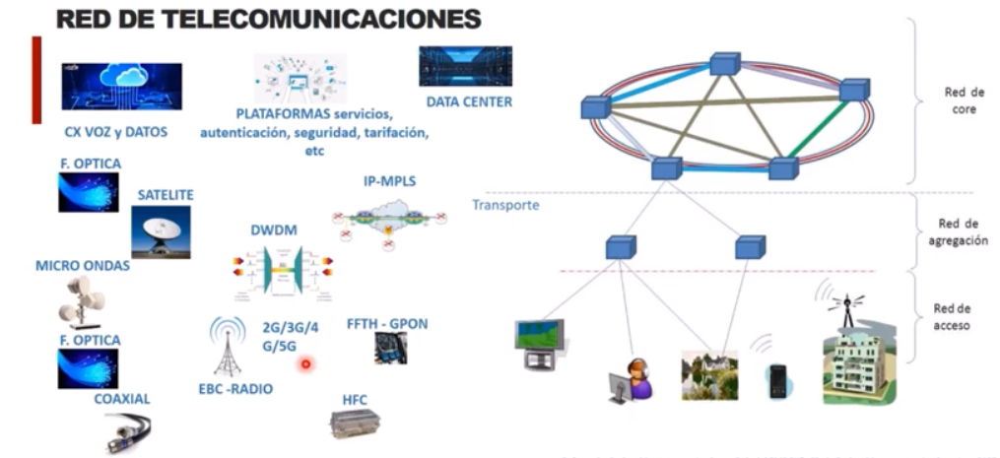 RED DE TELECOMUNICACIONES
CX VOZ y DATOS
PLATAFORMAS servicios,
autenticación, seguridad, tarifación,
etc
DATA CENTER
F. OPTICA
SATELITE
IP-MPLS
DWDM
MICRO ONDAS
F. OPTICA
2G/3G/4
G/5G
FFTH - GPON
EBC -RADIO
COAXIAL
HFC
Red de
core
Transporte
Red de
agregación
Red de
acceso